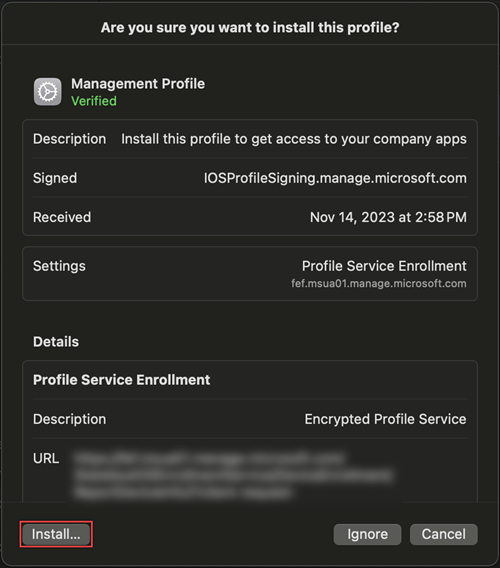 Are you sure you want to install this profile?
Management Profile
Verified
Description Install this profile to get access to your company apps
Signed IOSProfileSigning.manage.microsoft.com
Received Nov 14, 2023 at 2:58 PM
Settings Profile Service Enrollment
fef.msua01.manage.microsoft.com
Details
Profile Service Enrollment
Description Encrypted Profile Service
URL
Install... Ignore Cancel